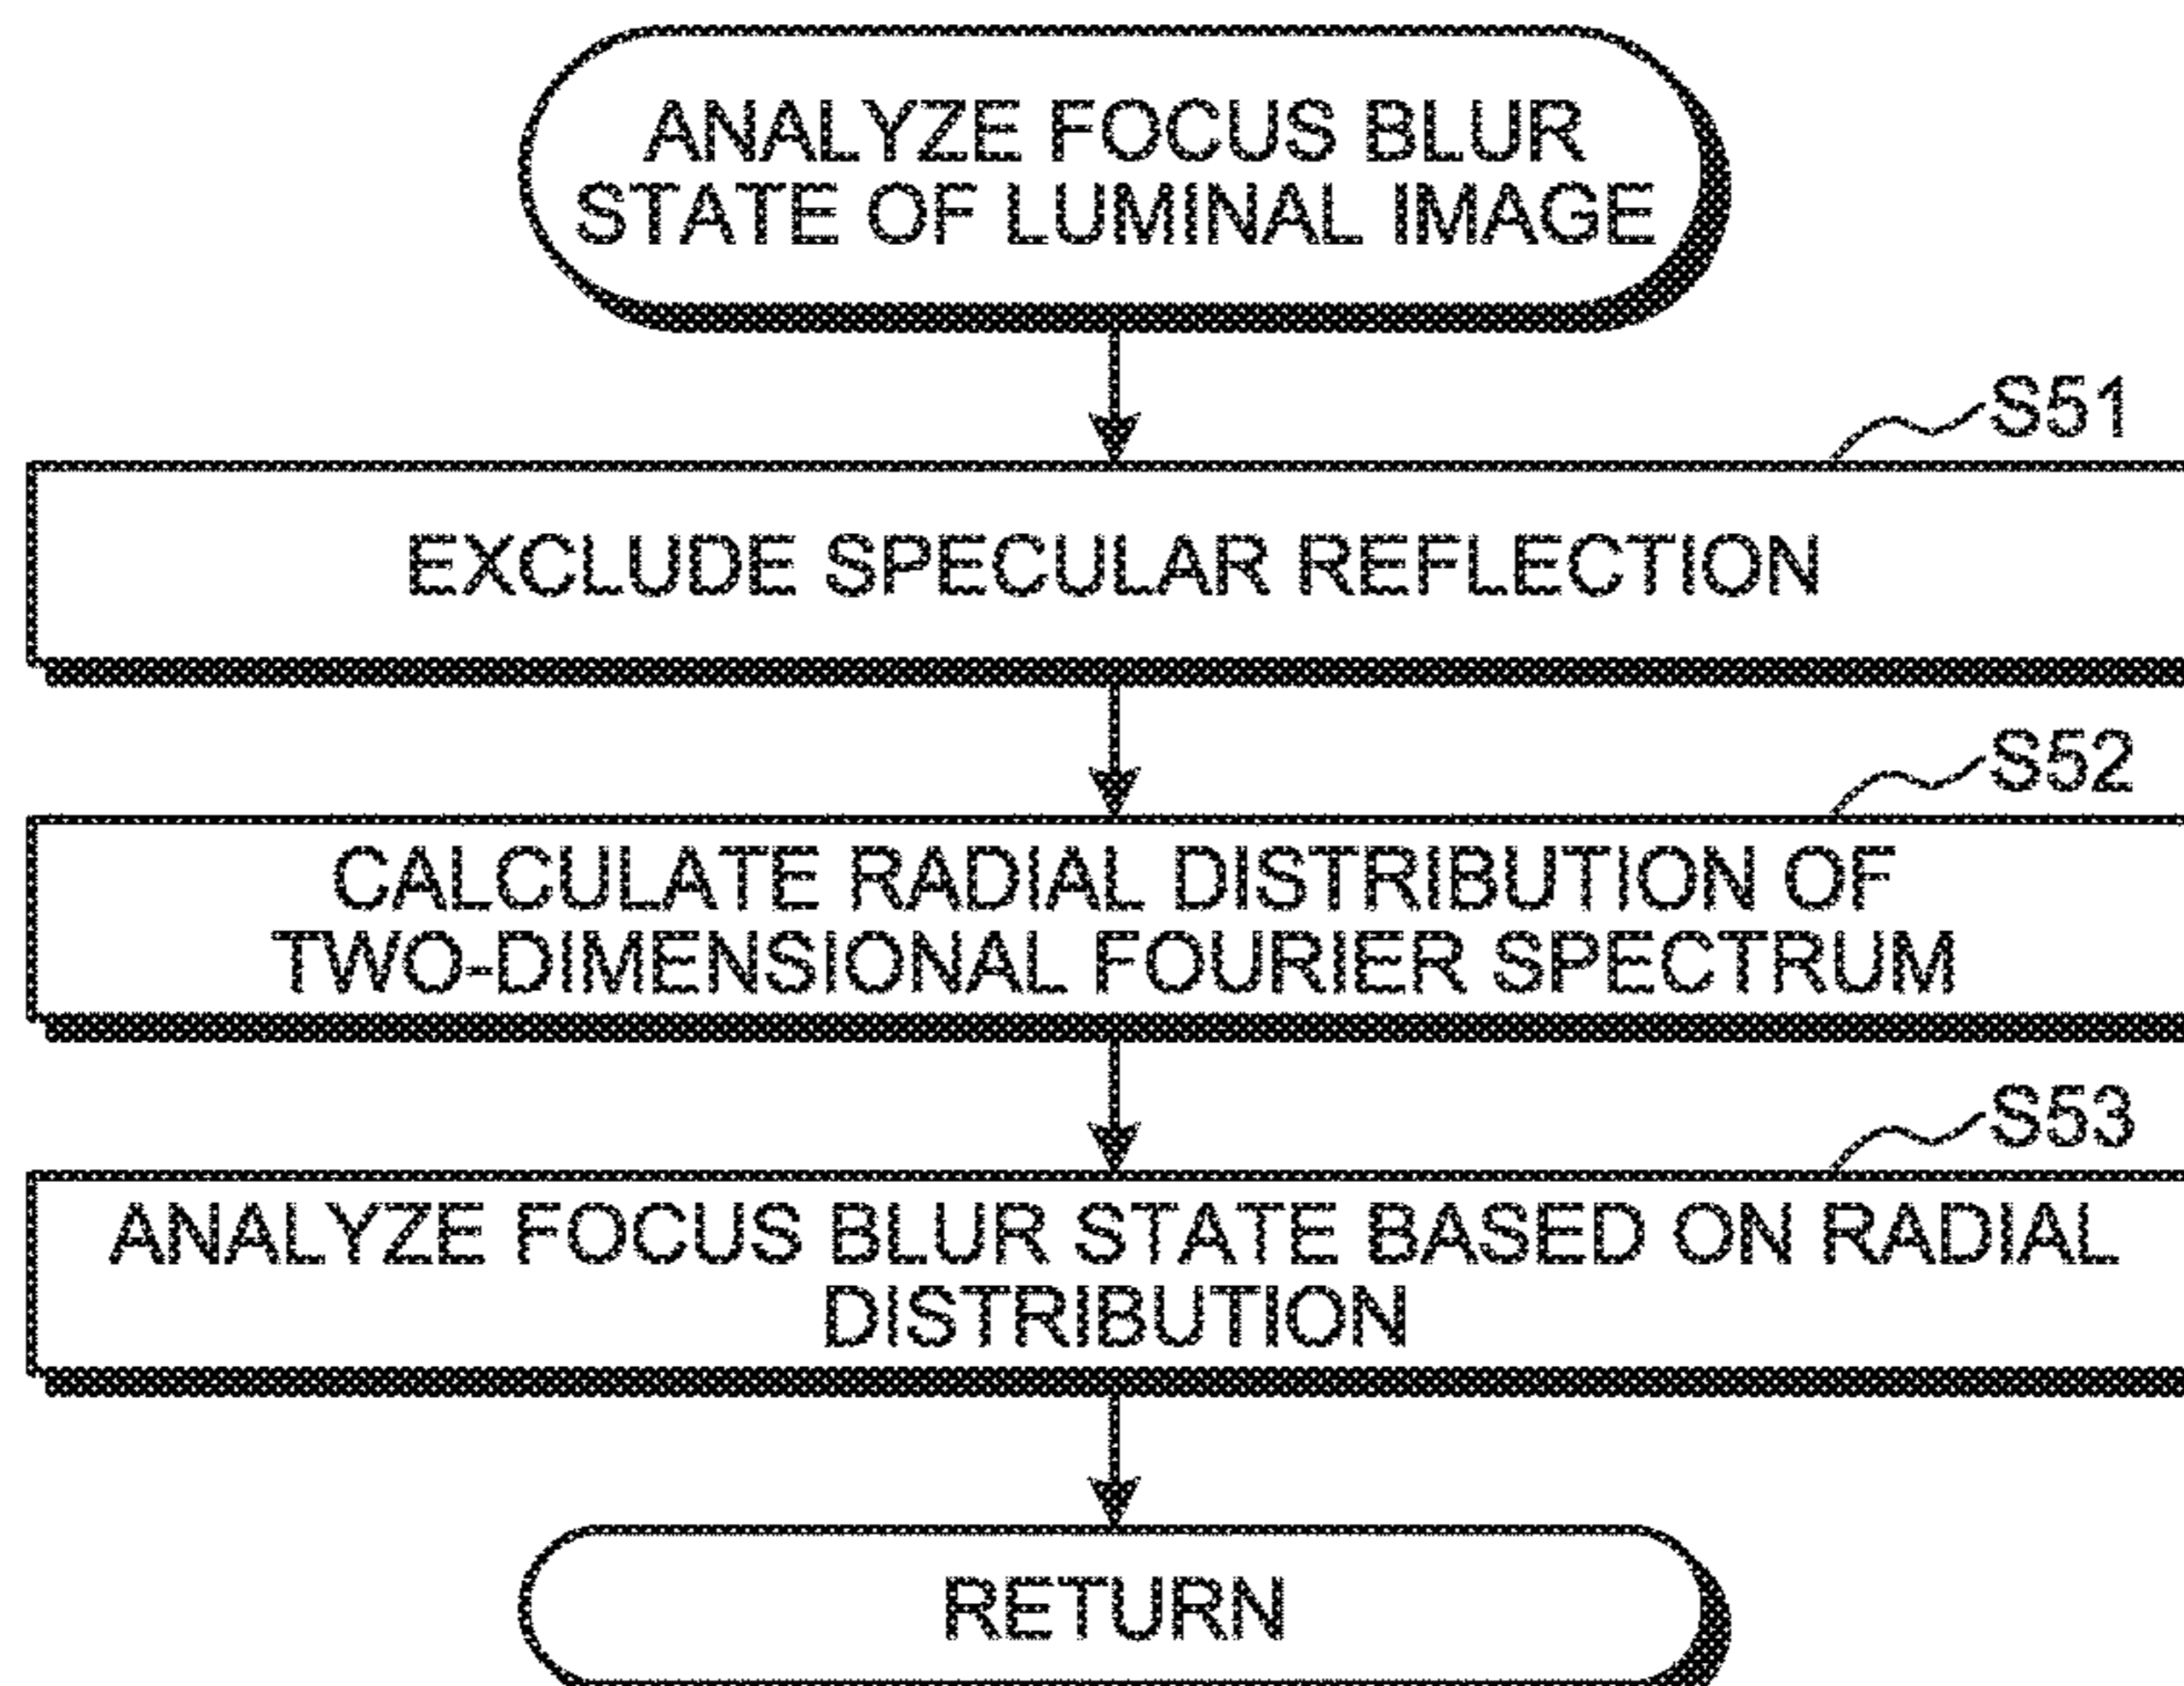 ANALYZE FOCUS BLUR
STATE OF LUMINAL IMAGE
S51
EXCLUDE SPECULAR REFLECTION
S52
CALCULATE RADIAL DISTRIBUTION OF
TWO-DIMENSIONAL FOURIER SPECTRUM
S53
ANALYZE FOCUS BLUR STATE BASED ON RADIAL
DISTRIBUTION
RETURN